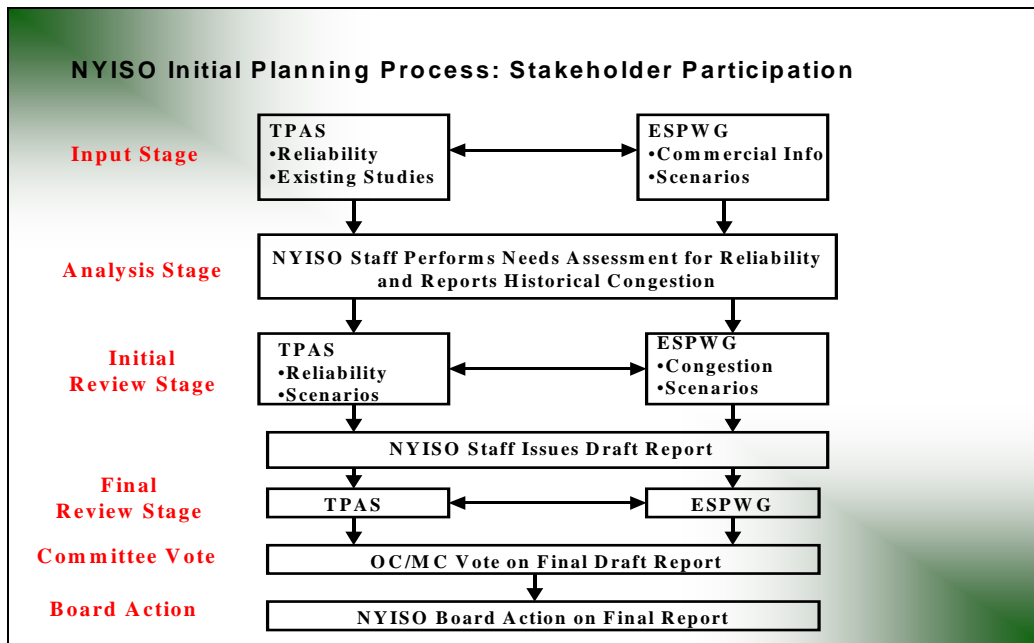 NYISO Initial Planning Process: Stakeholder Participation
Input Stage
TPAS
•Reliability
•Existing Studies
ESPWG
•Commercial Info
•Scenarios
Analysis Stage
NYISO Staff Performs Needs Assessment for Reliability
and Reports Historical Congestion
Initial
Review Stage
TPAS
•Reliability
•Scenarios
ESPWG
•Congestion
•Scenarios
NYISO Staff Issues Draft Report
Final
Review Stage
TPAS
ESPWG
Committee Vote
OC/MC Vote on Final Draft Report
Board Action
NYISO Board Action on Final Report